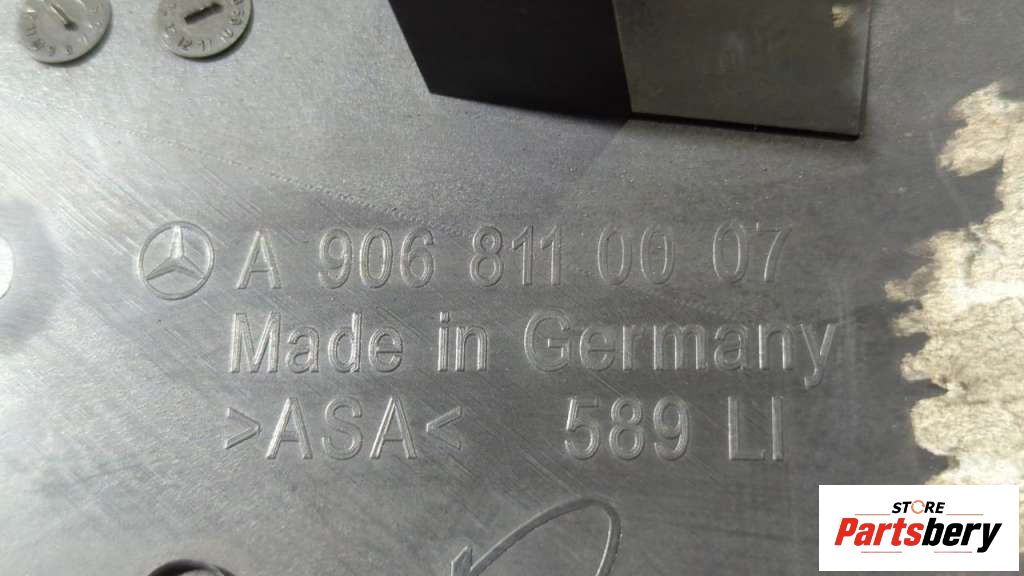 A 906 811 00 07
Made in Germany
>ASA< 589 LI
STORE
Partsbery